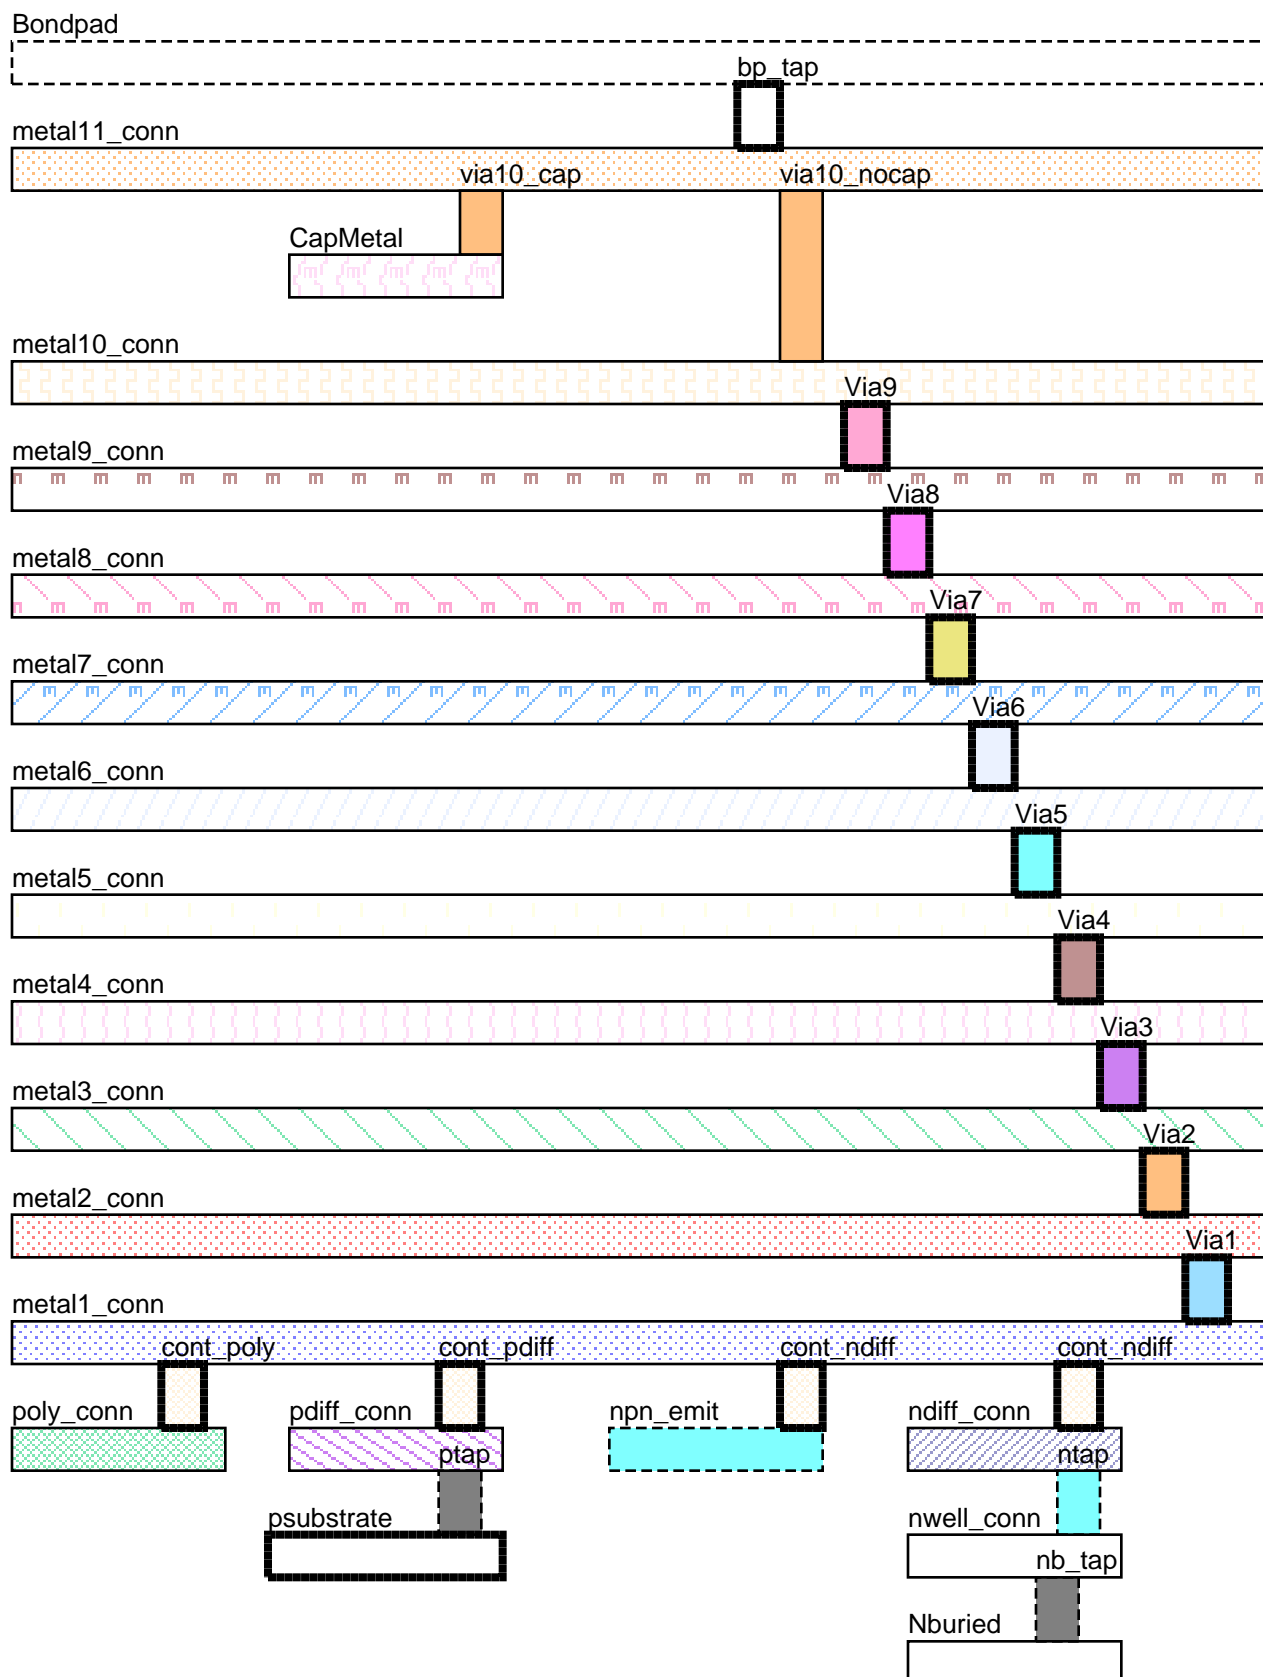 Bondpad
bp_tap
metal11_conn
via10_cap
via10_nocap
CapMetal
metal10_conn
Via9
metal9_conn
Via8
metal8_conn
Via7
metal7_conn
Via6
metal6_conn
Via5
metal5_conn
Via4
metal4_conn
Via3
metal3_conn
Via2
metal2_conn
Via1
metal1_conn
cont_poly
cont_pdiff
cont_ndiff
cont_ndiff
poly_conn
pdiff_conn
npn_emit
ndiff_conn
ptap
ntap
psubstrate
nwell_conn
nb_tap
Nburied